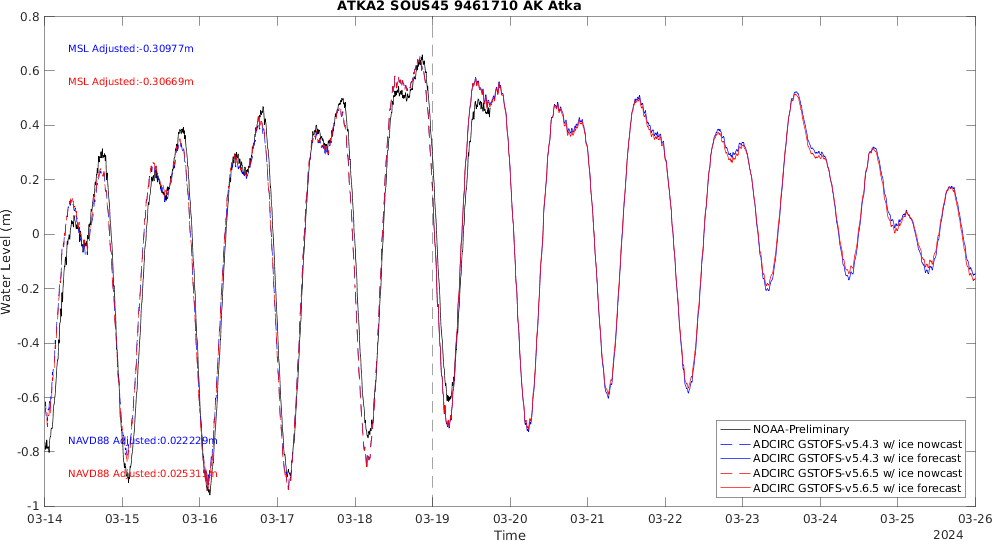 ATKA2 SOUS45 9461710 AK Atka
MSL Adjusted:-0.30977m
MSL Adjusted:-0.30669m
NAVD88 Adjusted:0.022229m
NAVD88 Adjusted:0.02531
Water Level (m)
0.8
0.6
0.4
0.2
0
-0.2
-0.4
-0.6
-0.8
-1
NOAA-Preliminary
ADCIRC GSTOFS-v5.4.3 w/ ice nowcast
ADCIRC GSTOFS-v5.4.3 w/ ice forecast
ADCIRC GSTOFS-v5.6.5 w/ ice nowcast
ADCIRC GSTOFS-v5.6.5 w/ ice forecast
03-14 03-15 03-16 03-17 03-18 03-19 03-20 03-21 03-22 03-23 03-24 03-25 03-26
Time
2024